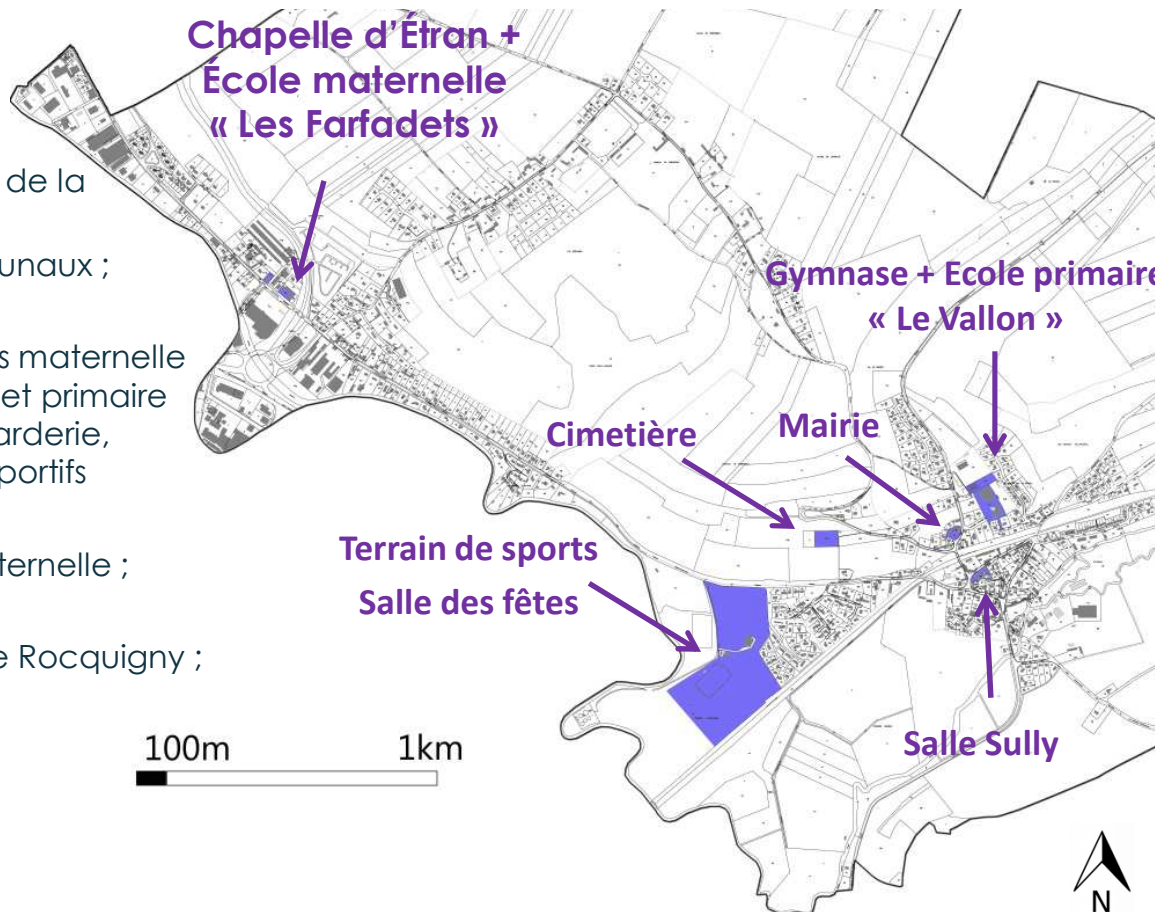 Chapelle d’Étran +
École maternelle
« Les Farfadets »
de la
unaux ;
s maternelle
et primaire
arderie,
portifs
ternelle ;
e Rocquigny ;
Gymnase + Ecole primaire
« Le Vallon »
Cimetière
Mairie
Terrain de sports
Salle des fêtes
Salle Sully
100m 1km
N